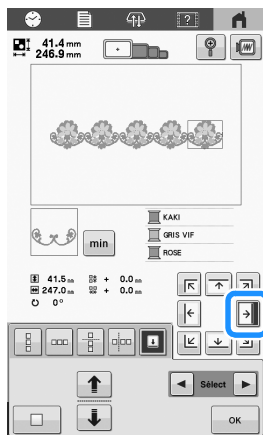 ?
41.4 mm
246.9 mm
min
KAKI
GRIS VIF
ROSE
41.5 mm + 0.0 mm
247.0 mm + 0.0 mm
0°
Sélect
OK